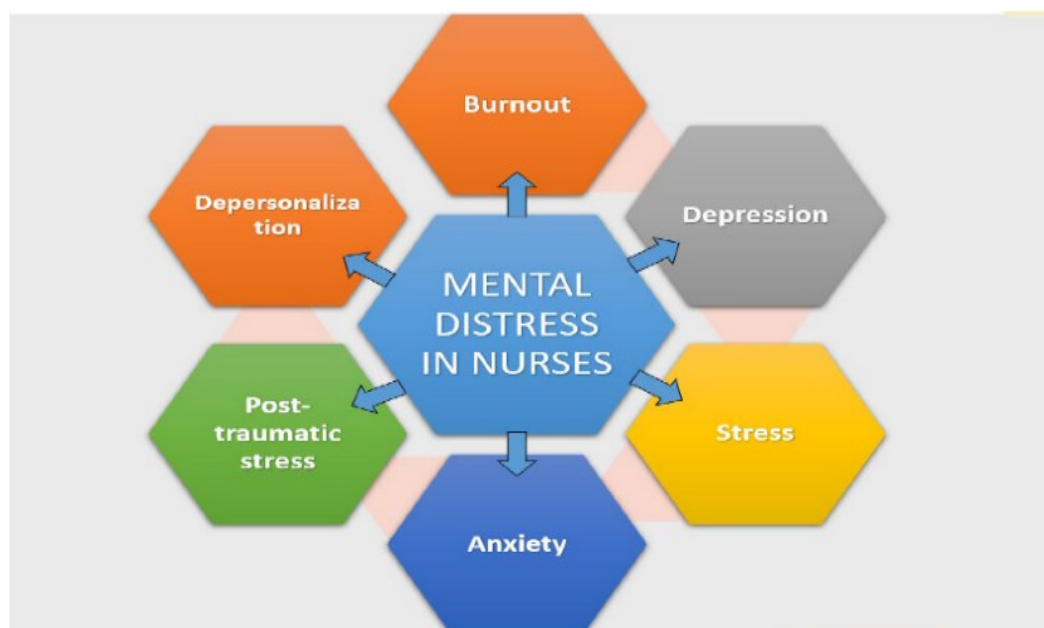 Burnout
Depersonaliza
tion
Depression
MENTAL
DISTRESS
IN NURSES
Post-
traumatic
stress
Stress
Anxiety